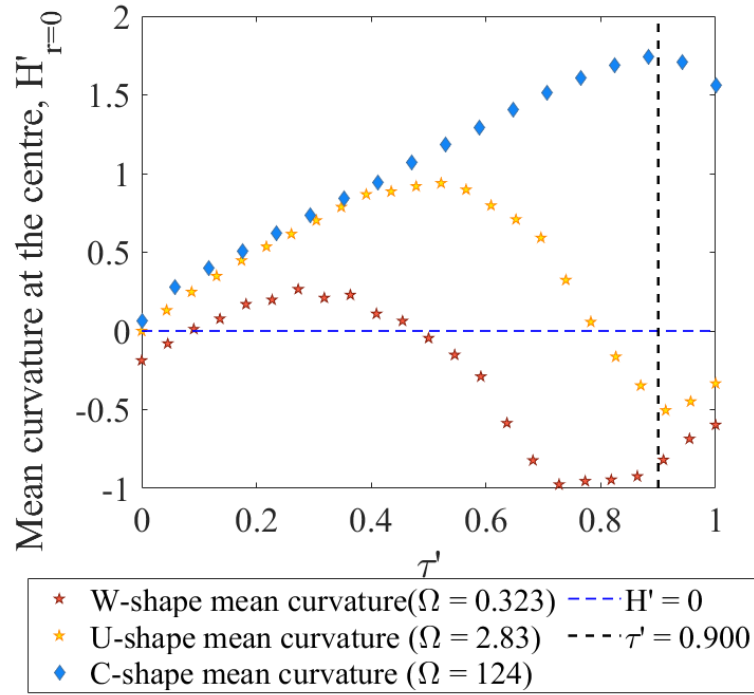 Mean curvature at the centre, H'r=0
2
1.5
1
0.5
0
-0.5
-1
0
0.2
0.4
0.6
0.8
1
τ'
W-shape mean curvature(Ω = 0.323)
H' = 0
U-shape mean curvature (Ω = 2.83)
τ' = 0.900
C-shape mean curvature (Ω = 124)